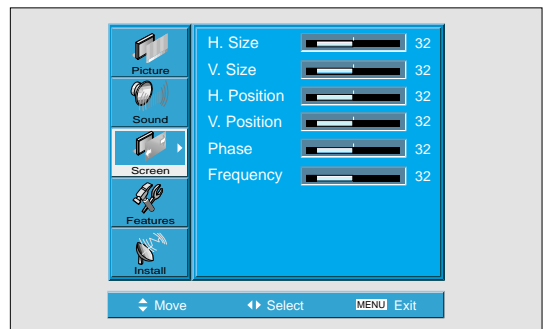 Picture
Sound
Screen
Features
Install
H. Size 32
V. Size 32
H. Position 32
V. Position 32
Phase 32
Frequency 32
Move Select MENU Exit